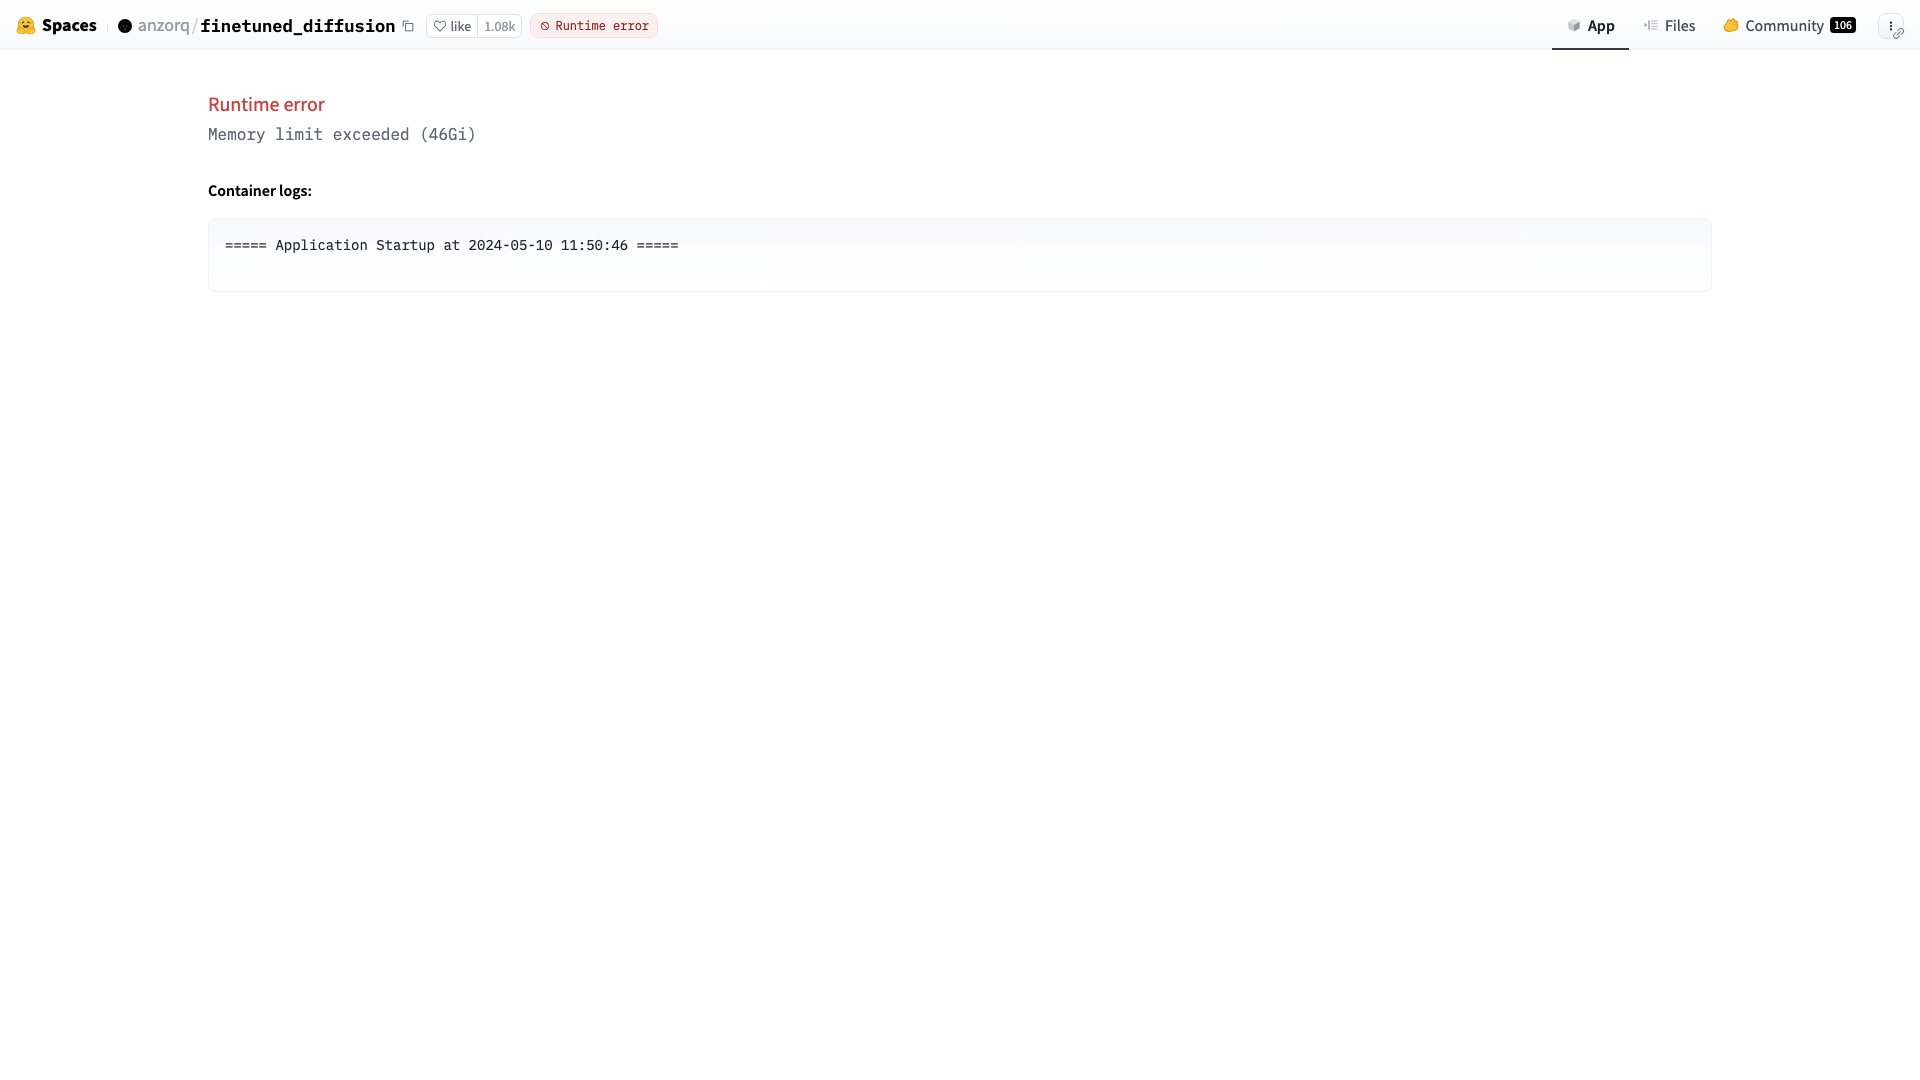 Spaces anzorq/finetuned_diffusion like 1.08k Runtime error App Files Community 106
Runtime error
Memory limit exceeded (46Gi)
Container logs:
===== Application Startup at 2024-05-10 11:50:46 =====